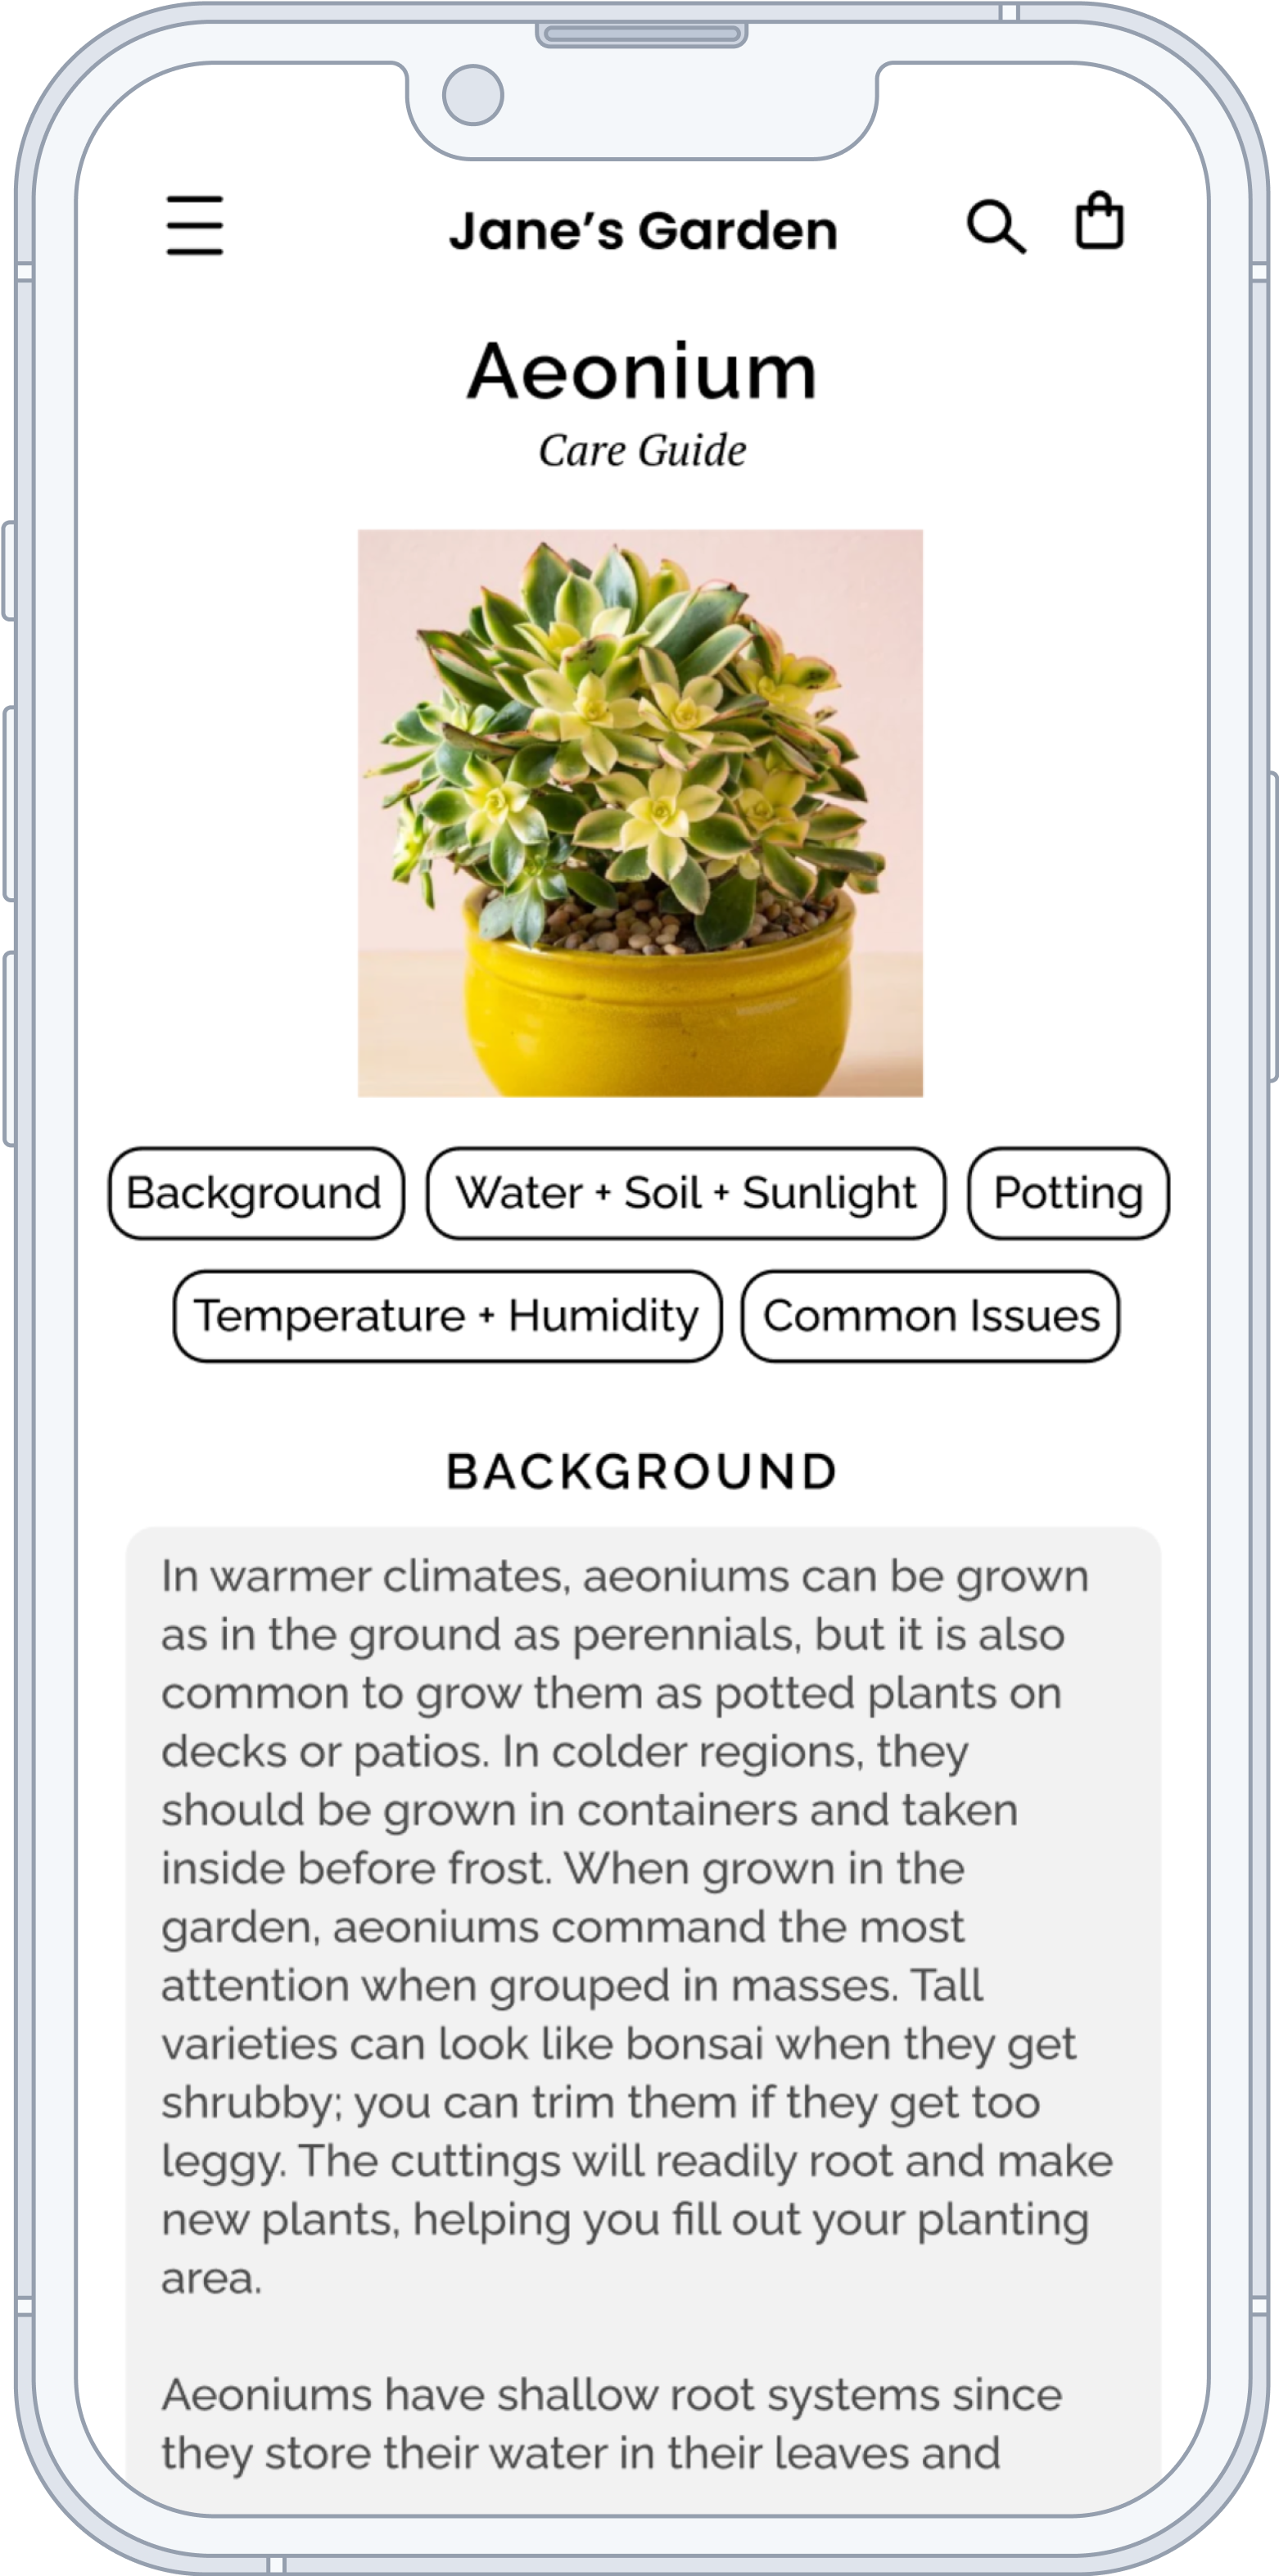 Jane’s Garden
Aeonium
Care Guide
Background
Water + Soil + Sunlight
Potting
Temperature + Humidity
Common Issues
BACKGROUND
In warmer climates, aeoniums can be grown
as in the ground as perennials, but it is also
common to grow them as potted plants on
decks or patios. In colder regions, they
should be grown in containers and taken
inside before frost. When grown in the
garden, aeoniums command the most
attention when grouped in masses. Tall
varieties can look like bonsai when they get
shrubby; you can trim them if they get too
leggy. The cuttings will readily root and make
new plants, helping you fill out your planting
area.
Aeoniums have shallow root systems since
they store their water in their leaves and